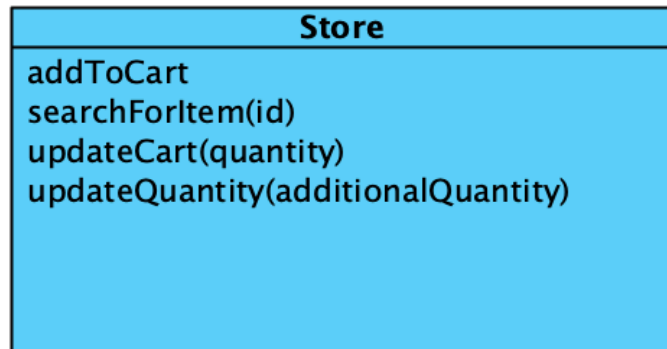 Store
addToCart
searchForItem(id)
updateCart(quantity)
updateQuantity(additionalQuantity)